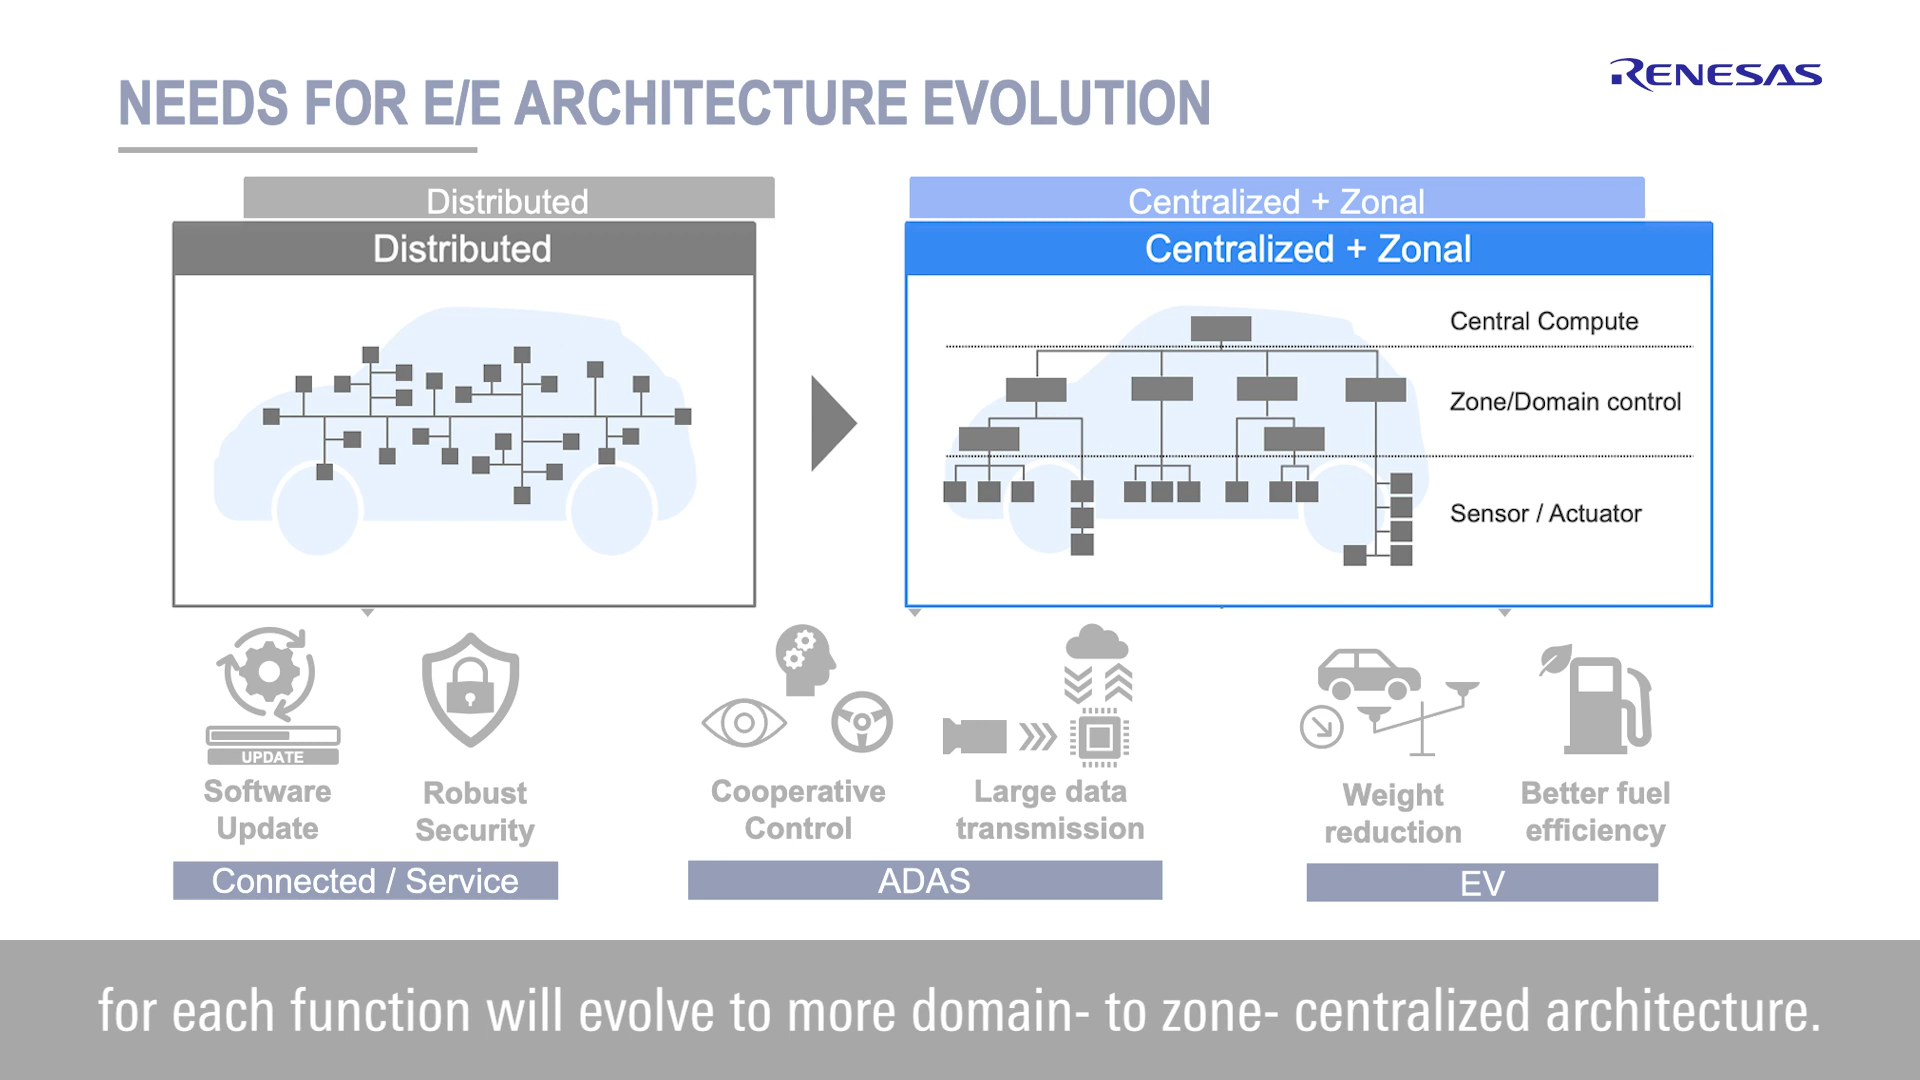 RENESAS
NEEDS FOR E/E ARCHITECTURE EVOLUTION
Distributed
Distributed
Centralized + Zonal
Centralized + Zonal
Central Compute
Zone/Domain control
Sensor / Actuator
UPDATE
Software
Update
Robust
Security
Connected / Service
Cooperative
Control
Large data
transmission
ADAS
Weight
reduction
Better fuel
efficiency
EV
for each function will evolve to more domain- to zone- centralized architecture.